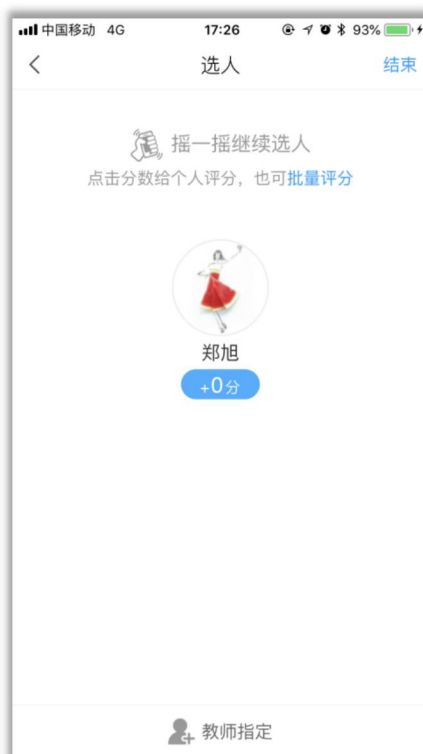 中国移动 4G 17:26 93%
选人 结束
摇一摇继续选人
点击分数给个人评分，也可批量评分
郑旭
+0分
教师指定